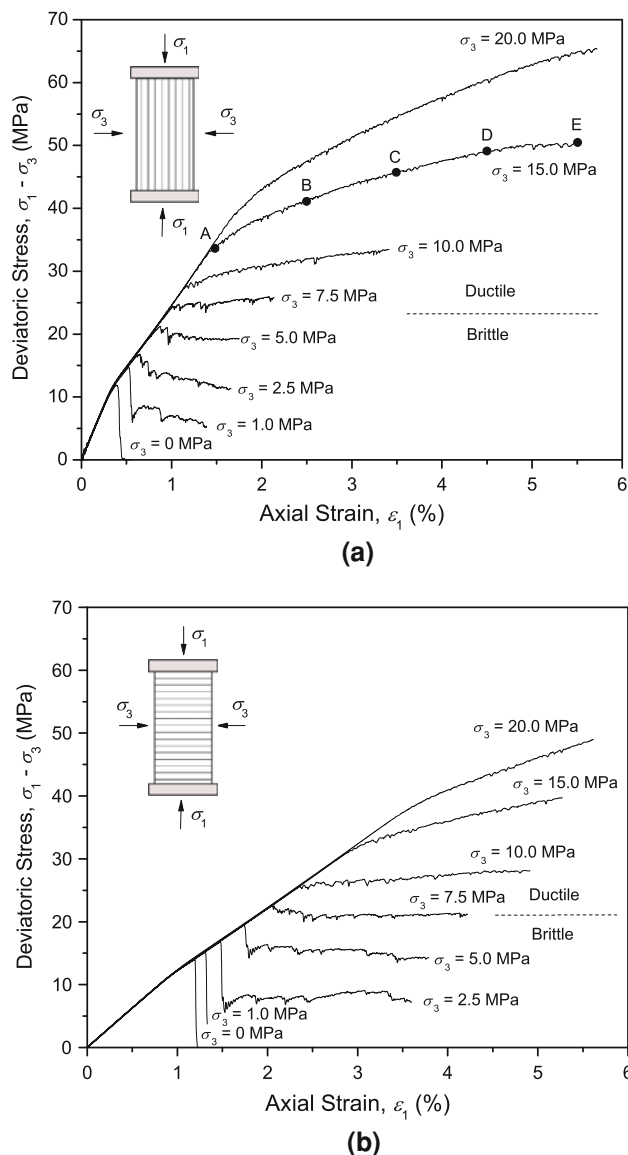 70
60
50
40
30
20
10
0
Deviatoric Stress, σ₁ - σ₃ (MPa)
σ₁
σ₃
σ₃
σ₁
σ₃ = 20.0 MPa
A
B
C
D
E
σ₃ = 15.0 MPa
σ₃ = 10.0 MPa
σ₃ = 7.5 MPa
Ductile
Brittle
σ₃ = 5.0 MPa
σ₃ = 2.5 MPa
σ₃ = 1.0 MPa
σ₃ = 0 MPa
0 1 2 3 4 5 6
Axial Strain, ε₁ (%)
(a)
70
60
50
40
30
20
10
0
Deviatoric Stress, σ₁ - σ₃ (MPa)
σ₁
σ₃
σ₃
σ₁
σ₃ = 20.0 MPa
σ₃ = 15.0 MPa
σ₃ = 10.0 MPa
σ₃ = 7.5 MPa
Ductile
Brittle
σ₃ = 5.0 MPa
σ₃ = 2.5 MPa
σ₃ = 1.0 MPa
σ₃ = 0 MPa
0 1 2 3 4 5 6
Axial Strain, ε₁ (%)
(b)